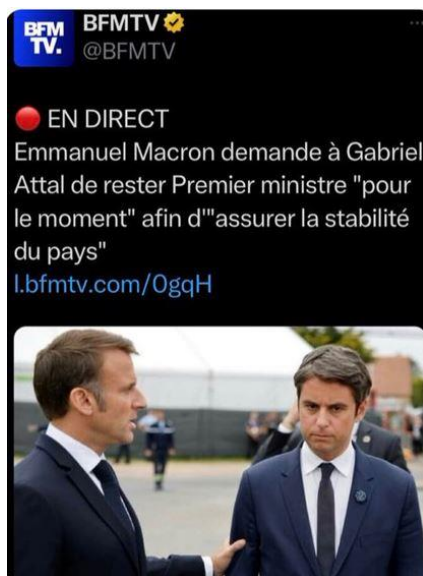 BFM
TV.
BFMTV
@BFMTV
EN DIRECT
Emmanuel Macron demande à Gabriel
Attal de rester Premier ministre "pour
le moment" afin d'"assurer la stabilité
du pays"
l.bfmtv.com/0gqH